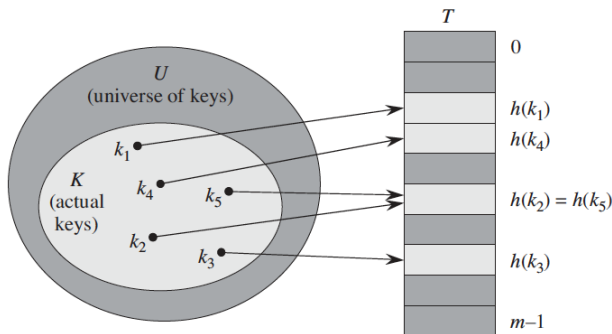 T
0
U
(universe of keys)
h(k₁)
k₁
h(k₄)
K
(actual
keys)
k₄
k₅
h(k₂) = h(k₅)
k₂
k₃
h(k₃)
m–1